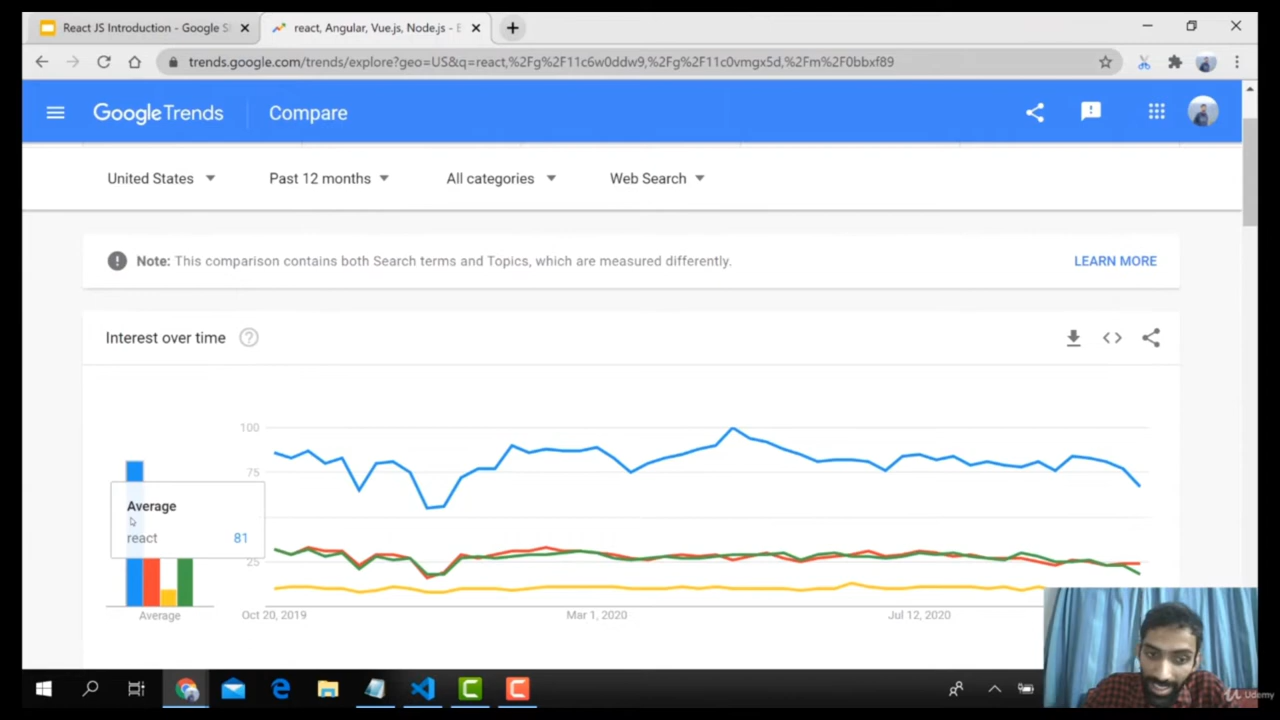 React JS Introduction - Google S
react, Angular, Vue.js, Node.js - E
trends.google.com/trends/explore?geo=US&q=react,%2Fg%2F11c6w0ddw9,%2Fg%2F11c0vmgx5d,%2Fm%2F0bbxf89
Google Trends
Compare
United States
Past 12 months
All categories
Web Search
Note: This comparison contains both Search terms and Topics, which are measured differently.
LEARN MORE
Interest over time
100
75
Average
react 81
25
Average
Oct 20, 2019
Mar 1, 2020
Jul 12, 2020
Udemy